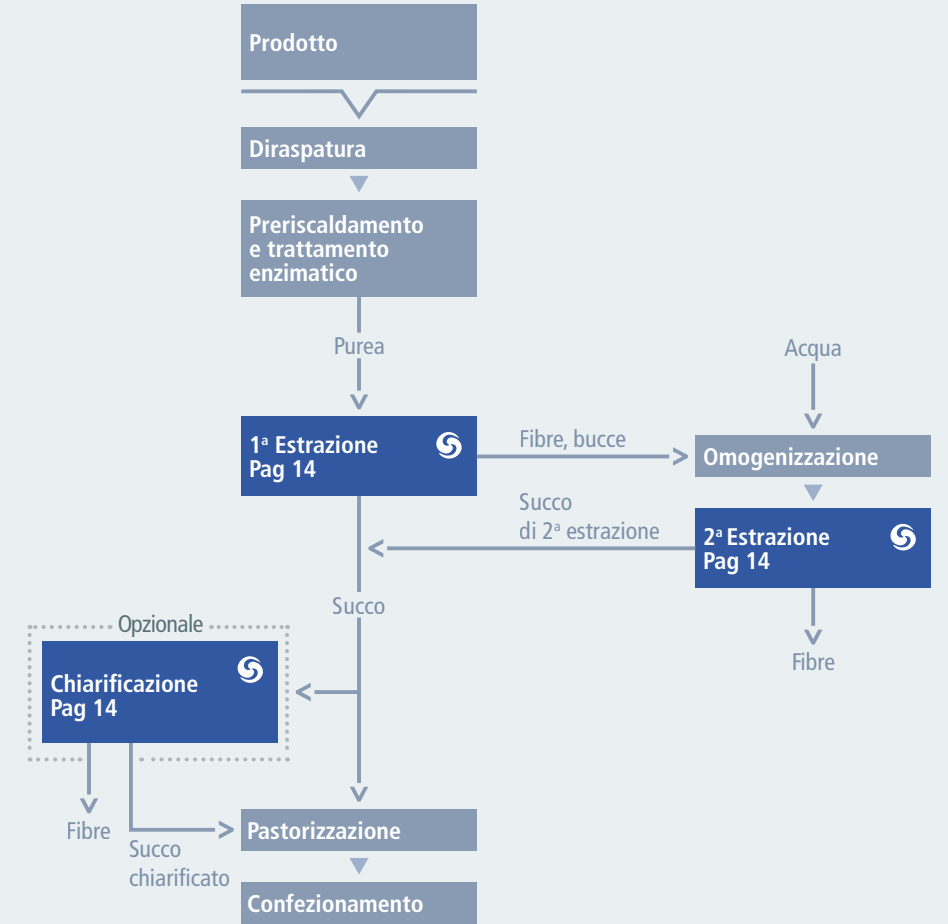 Prodotto
Diraspatura
Preriscaldamento
e trattamento
enzimatico
Purea
Acqua
1ª Estrazione
Pag 14
Fibre, bucce
Omogenizzazione
Succo
di 2ª estrazione
2ª Estrazione
Pag 14
Succo
Fibre
Opzionale
Chiarificazione
Pag 14
Fibre
Succo
chiarificato
Pastorizzazione
Confezionamento